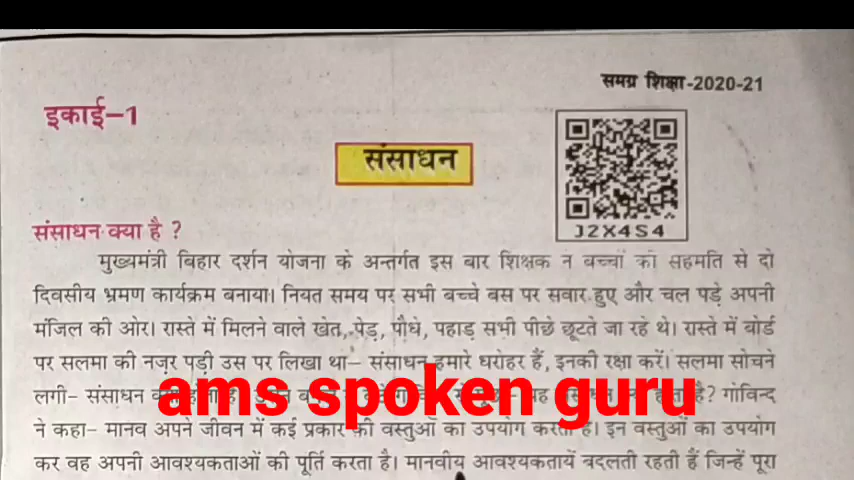 समग्र शिक्षा-2020-21
इकाई-1
संसाधन
J2X4S4
संसाधन क्या है ?
मुख्यमंत्री बिहार दर्शन योजना के अन्तर्गत इस बार शिक्षक न बच्चों की सहमति से दो
दिवसीय भ्रमण कार्यक्रम बनाया। नियत समय पर सभी बच्चे बस पर सवार हुए और चल पड़े अपनी
मंजिल की ओर। रास्ते में मिलने वाले खेत, पेड़, पौधे, पहाड़ सभी पीछे छूटते जा रहे थे। रास्ते में बोर्ड
पर सलमा की नज़र पड़ी उस पर लिखा था– संसाधन हमारे धरोहर हैं, इनकी रक्षा करें। सलमा सोचने
लगी– संसाधन है? गोविन्द
ams spoken guru
ने कहा– मानव अपने जीवन में कई प्रकार की वस्तुओं का उपयोग करता है। इन वस्तुओं का उपयोग
कर वह अपनी आवश्यकताओं की पूर्ति करता है। मानवीय आवश्यकतायें बदलती रहती हैं जिन्हें पूरा